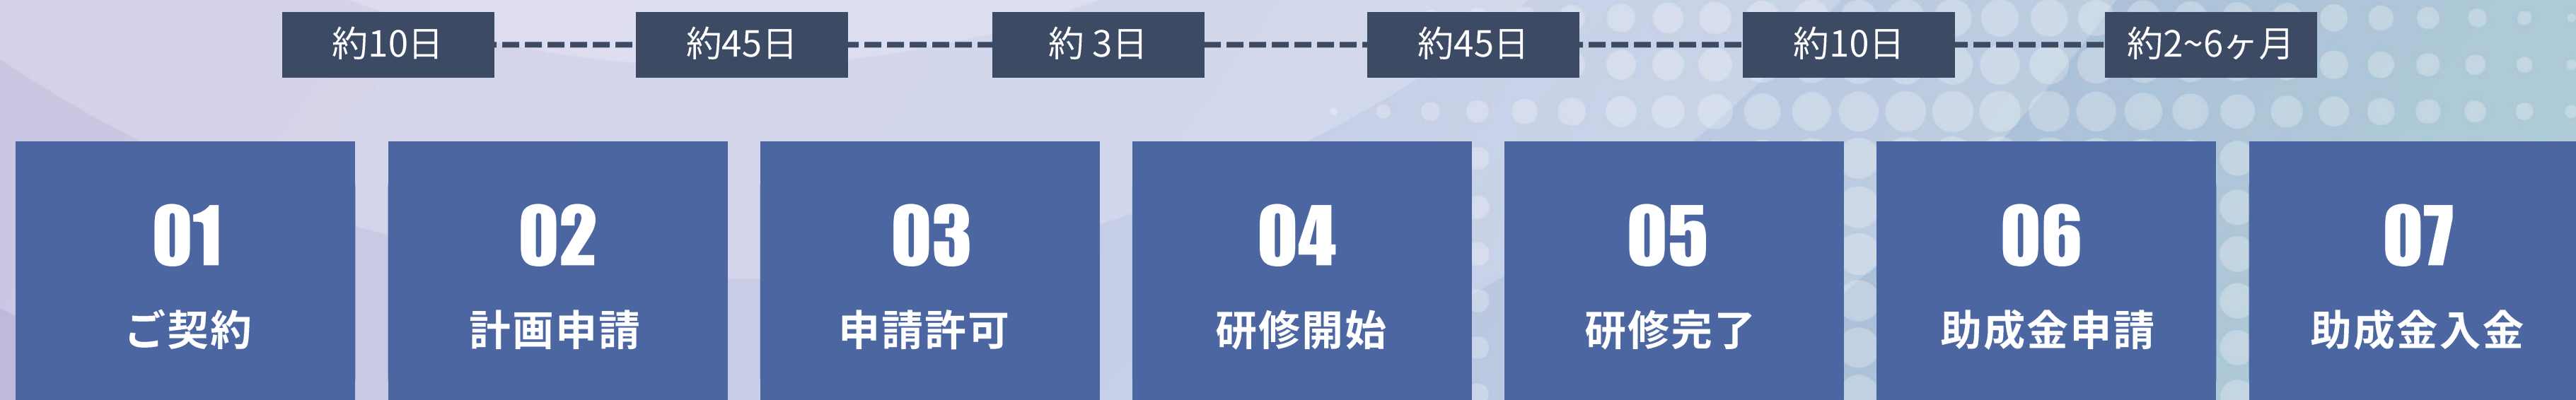 約10日
約45日
約 3日
約45日
約10日
約2~6ヶ月
01
ご契約
02
計画申請
03
申請許可
04
研修開始
05
研修完了
06
助成金申請
07
助成金入金